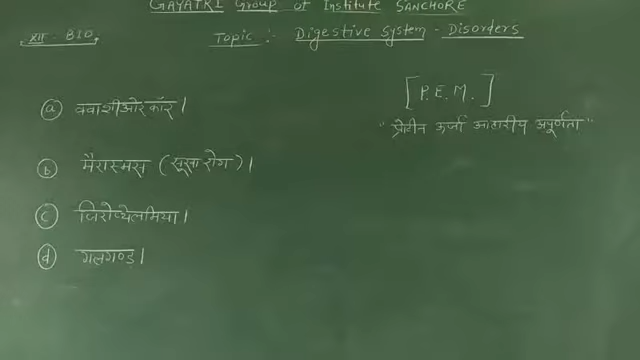 GAYATRI Group of Institute SANCHORE
XII - BIO
Topic :- Digestive system - Disorders
[P.E.M.]
" प्रोटीन ऊर्जा आहारीय अपूर्णता "
(a) क्वाशीओरकॉर।
(b) मैरास्मस (सूखा रोग)।
(c) जिरोप्थेलमिया।
(d) गलगण्ड।